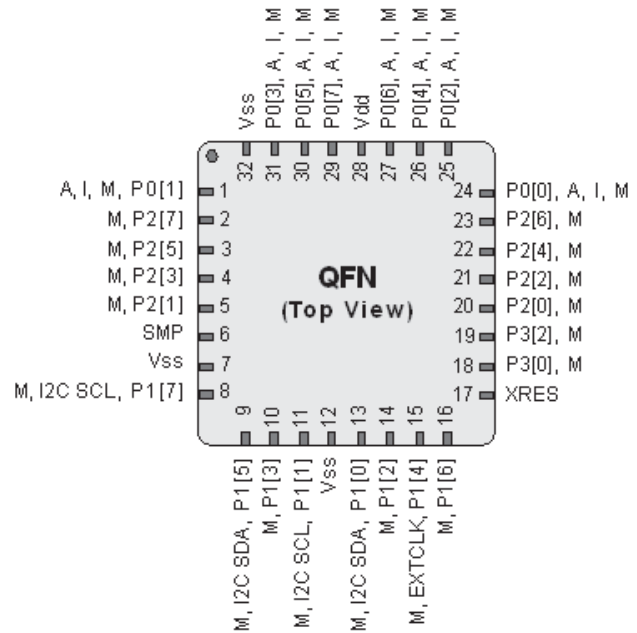 Vss
P0[3], A, I, M
P0[5], A, I, M
P0[7], A, I, M
Vdd
P0[6], A, I, M
P0[4], A, I, M
P0[2], A, I, M
32
31
30
29
28
27
26
25
A, I, M, P0[1]
1
M, P2[7]
2
M, P2[5]
3
M, P2[3]
4
M, P2[1]
5
SMP
6
Vss
7
M, I2C SCL, P1[7]
8
QFN
(Top View)
24
P0[0], A, I, M
23
P2[6], M
22
P2[4], M
21
P2[2], M
20
P2[0], M
19
P3[2], M
18
P3[0], M
17
XRES
9
10
11
12
13
14
15
16
M, I2C SDA, P1[5]
M, P1[3]
M, I2C SCL, P1[1]
Vss
M, I2C SDA, P1[0]
M, P1[2]
M, EXTCLK, P1[4]
M, P1[6]